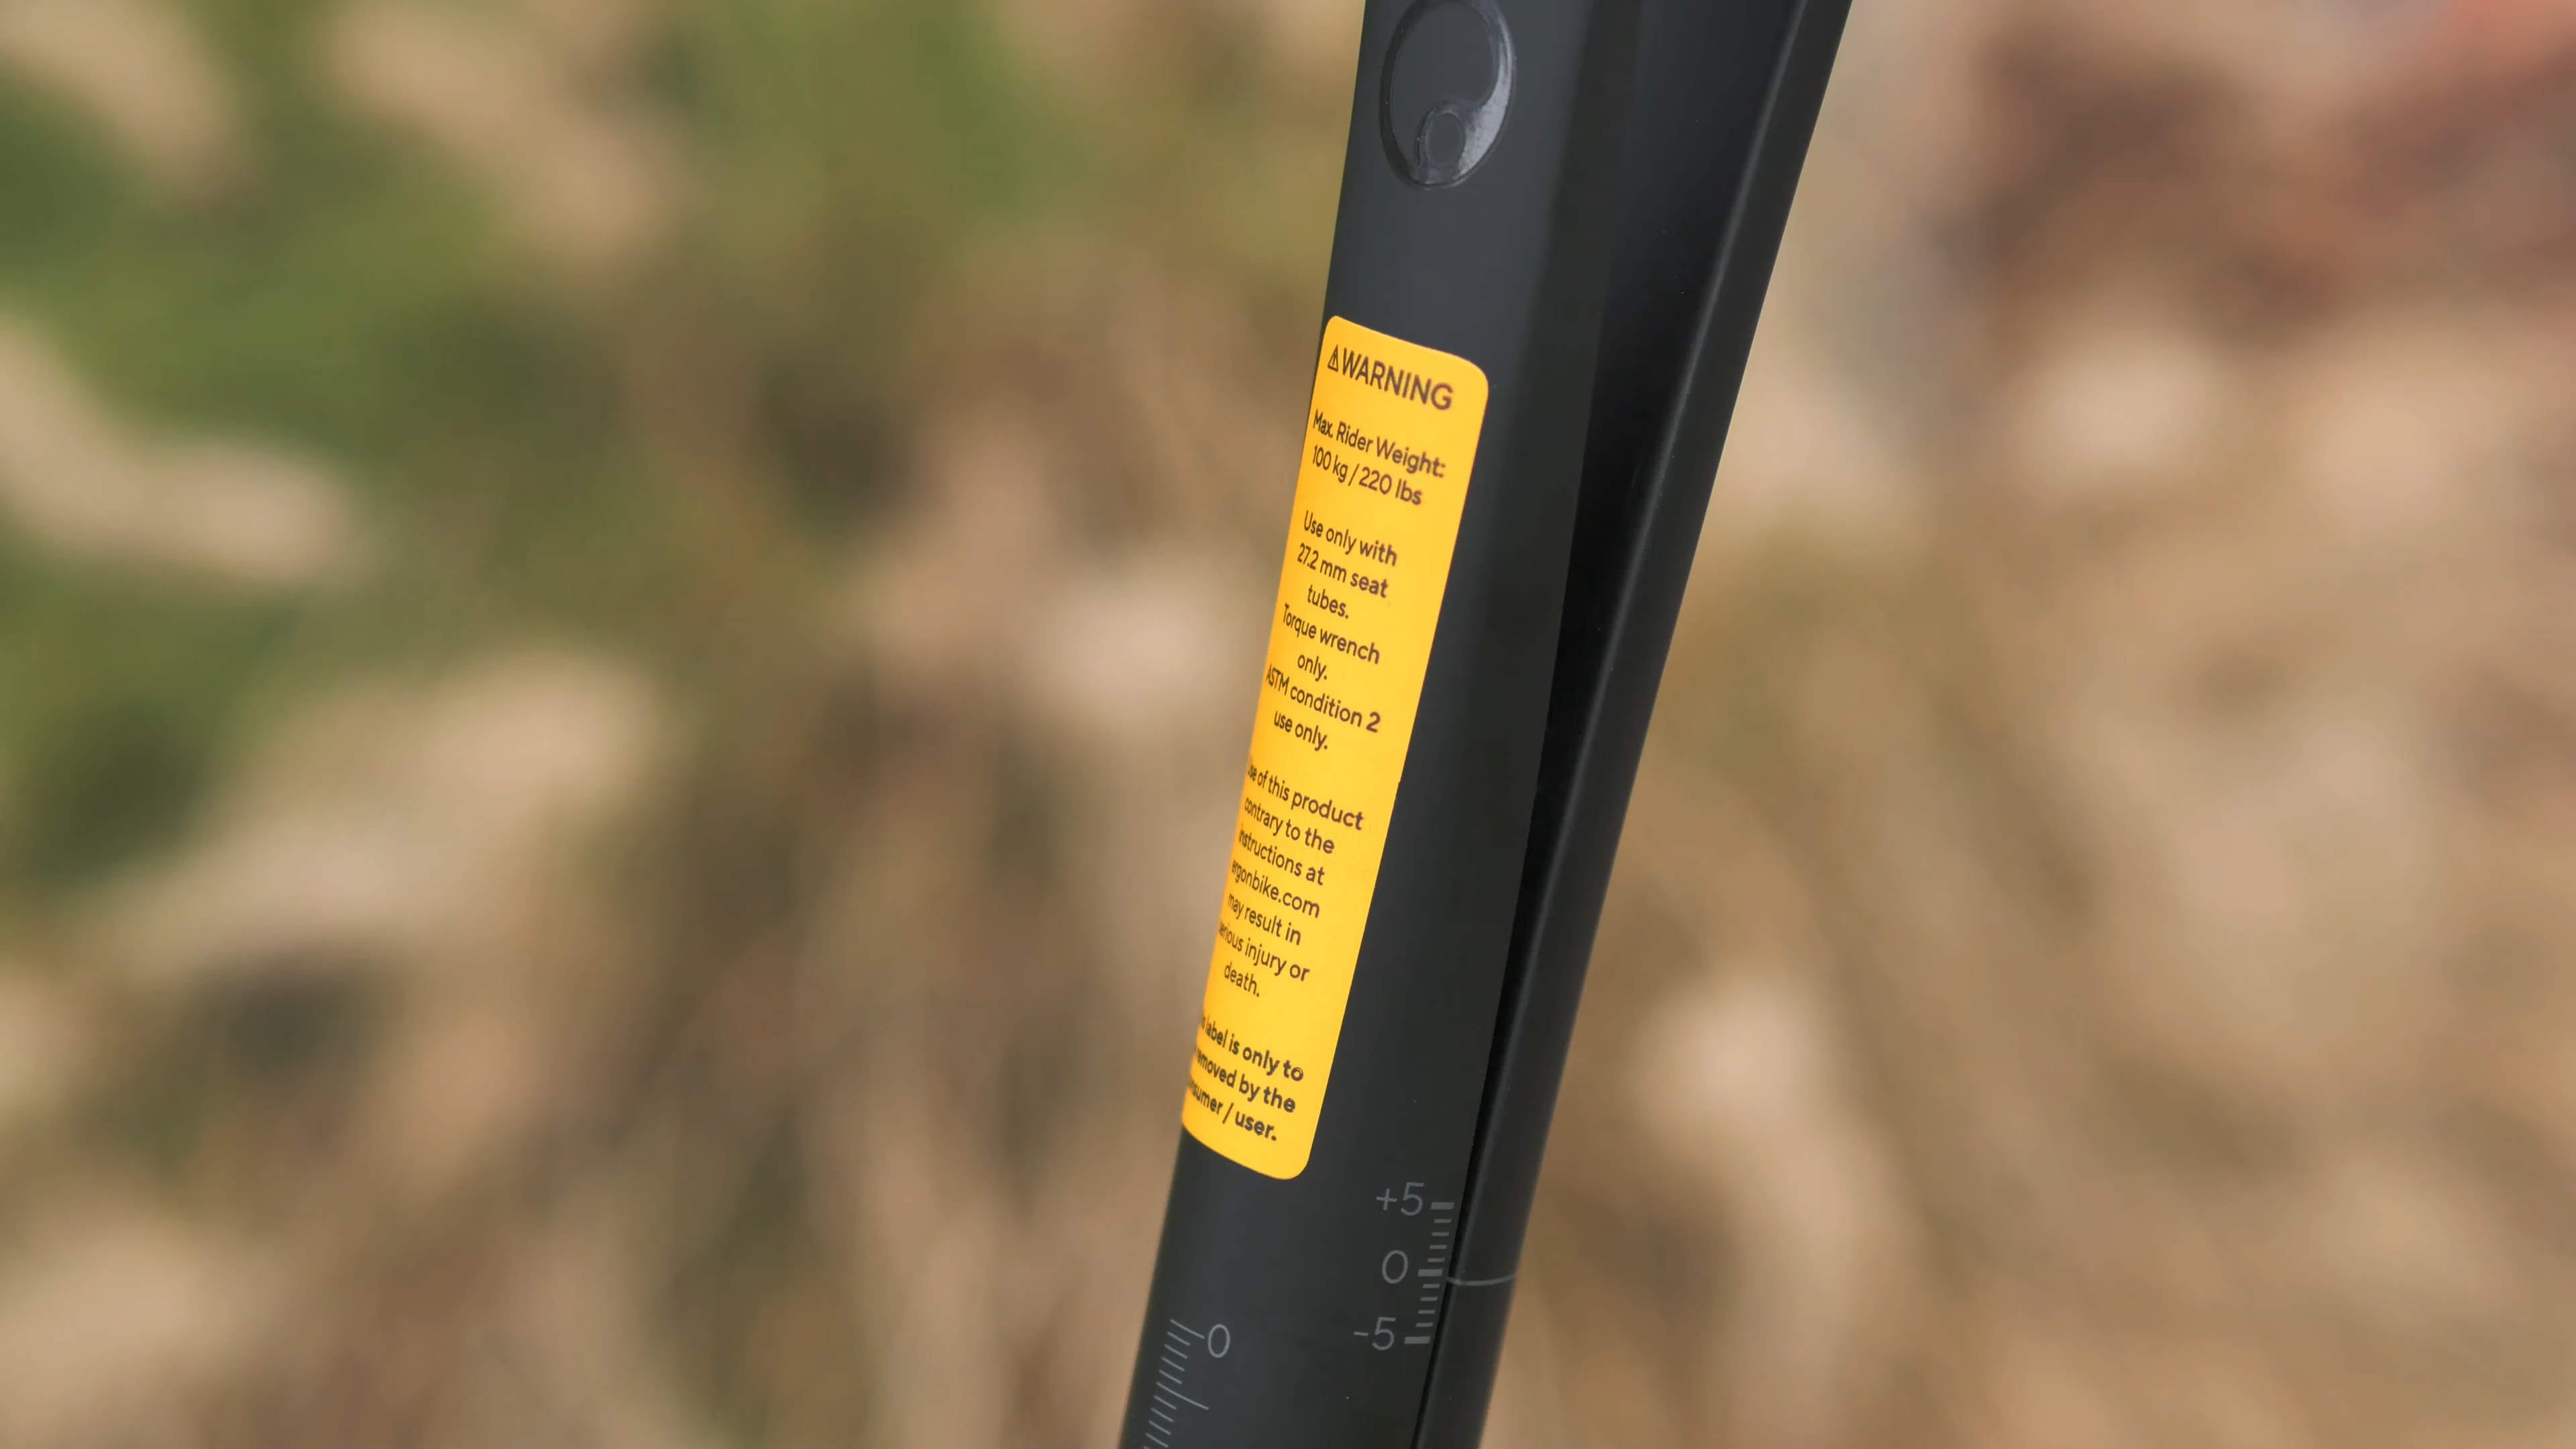 ⚠WARNING
Max. Rider Weight:
100 kg / 220 lbs
Use only with
27.2 mm seat
tubes.
Torque wrench
only.
ASTM condition 2
use only.
of this product
contrary to the
instructions at
ergonbike.com
may result in
serious injury or
death.
label is only to
removed by the
/ user.
+5
0
-5
0